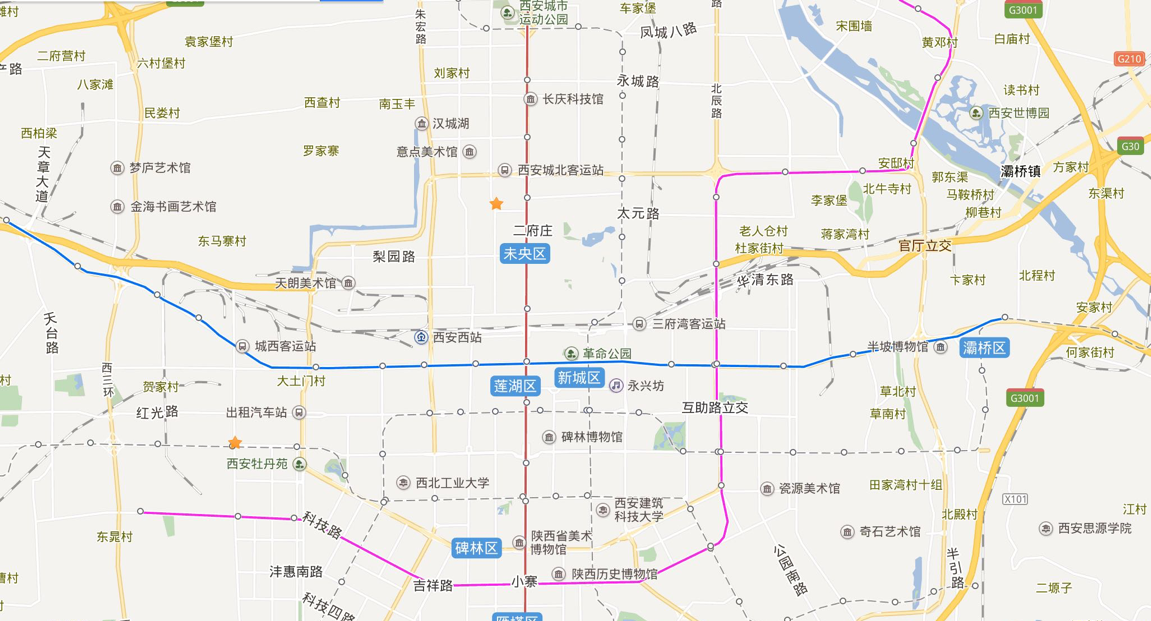 西安城市
运动公园
车家堡
凤城八路
宋围墙
G3001
朱宏路
袁家堡村
二府营村
六村堡村
黄邓村
白庙村
G210
产路
八家滩
刘家村
永城路
北辰路
读书村
西查村
南玉丰
长庆科技馆
民娄村
西安世博园
西柏梁
汉城湖
G30
天章大道
罗家寨
意点美术馆
梦庐艺术馆
西安城北客运站
安邸村
灞桥镇
方家村
郭东渠
北牛寺村
马鞍桥村
东渠村
金海书画艺术馆
太元路
李家堡
柳巷村
东马寨村
二府庄
老人仓村
蒋家湾村
杜家街村
官厅立交
未央区
梨园路
天朗美术馆
华清东路
卞家村
北程村
安家村
天台路
三府湾客运站
西安西站
城西客运站
革命公园
半坡博物馆
灞桥区
何家街村
大土门村
莲湖区
新城区
永兴坊
西三环
贺家村
草北村
G3001
红光路
出租汽车站
互助路立交
草南村
碑林博物馆
西安牡丹苑
西北工业大学
瓷源美术馆
田家湾村十组
X101
西安建筑
科技大学
北殿村
江村
科技路
奇石艺术馆
西安思源学院
东晃村
碑林区
陕西省美术
博物馆
公园南路
半引路
沣惠南路
吉祥路
小寨
陕西历史博物馆
二塬子
科技四路